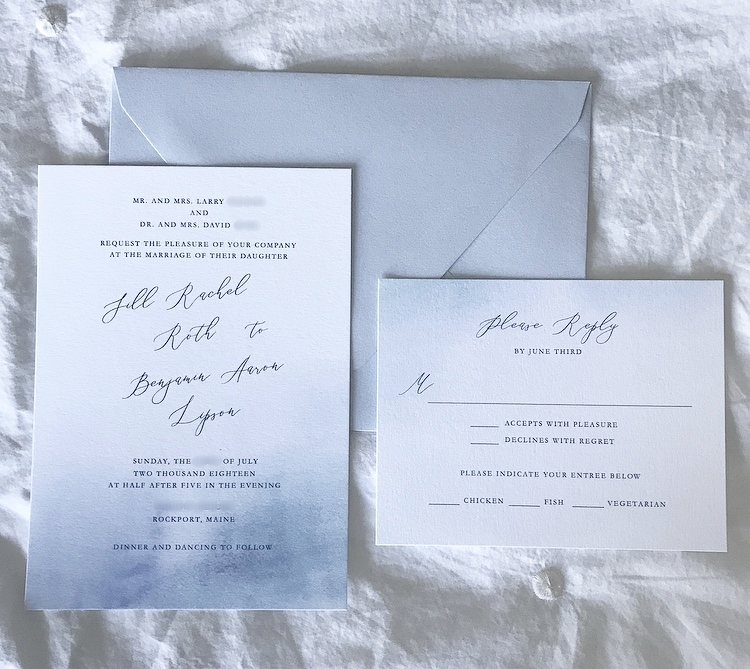 MR. AND MRS. LARRY
AND
DR. AND MRS. DAVID
REQUEST THE PLEASURE OF YOUR COMPANY
AT THE MARRIAGE OF THEIR DAUGHTER
Jill Rachel
Roth to
Benjamin Aaron
Lipson
SUNDAY, THE OF JULY
TWO THOUSAND EIGHTEEN
AT HALF AFTER FIVE IN THE EVENING
ROCKPORT, MAINE
DINNER AND DANCING TO FOLLOW
Please Reply
BY JUNE THIRD
M
ACCEPTS WITH PLEASURE
DECLINES WITH REGRET
PLEASE INDICATE YOUR ENTREE BELOW
CHICKEN FISH VEGETARIAN